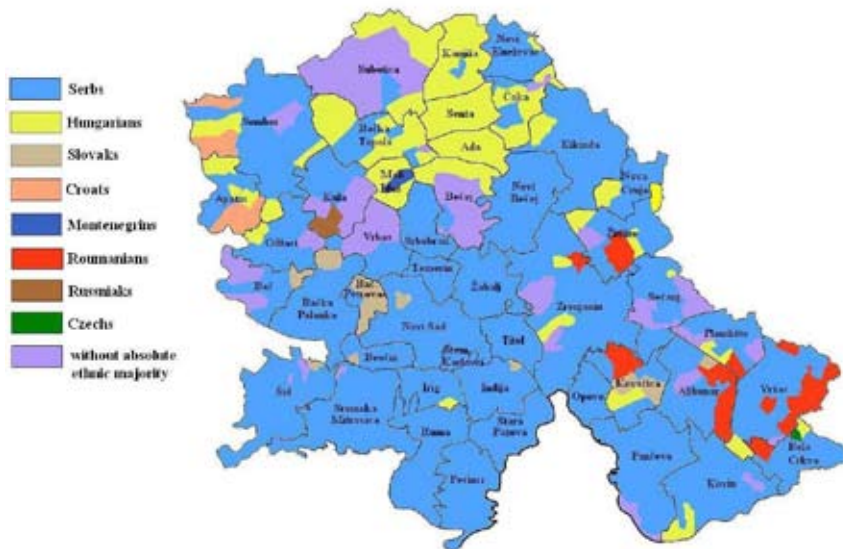 Serbs
Hungarians
Slovaks
Croats
Montenegrins
Roumanians
Rusniaks
Czechs
without absolute
ethnic majority
Subotica
Kanjiža
Novi
Kneževac
Sombor
Bačka
Topola
Senta
Čoka
Ada
Kikinda
Mali
Iđoš
Nova
Crnja
Apatin
Kula
Bečej
Novi
Bečej
Odžaci
Vrbas
Srbobran
Žitište
Bač
Bačka
Palanka
Bač
Petrovac
Temerin
Žabalj
Zrenjanin
Sečanj
Novi Sad
Titel
Plandište
Beočin
Srem
Karlovci
Šid
Sremska
Mitrovica
Irig
Inđija
Opovo
Kovačica
Alibunar
Vršac
Ruma
Stara
Pazova
Pančevo
Bela
Crkva
Pećinci
Kovin